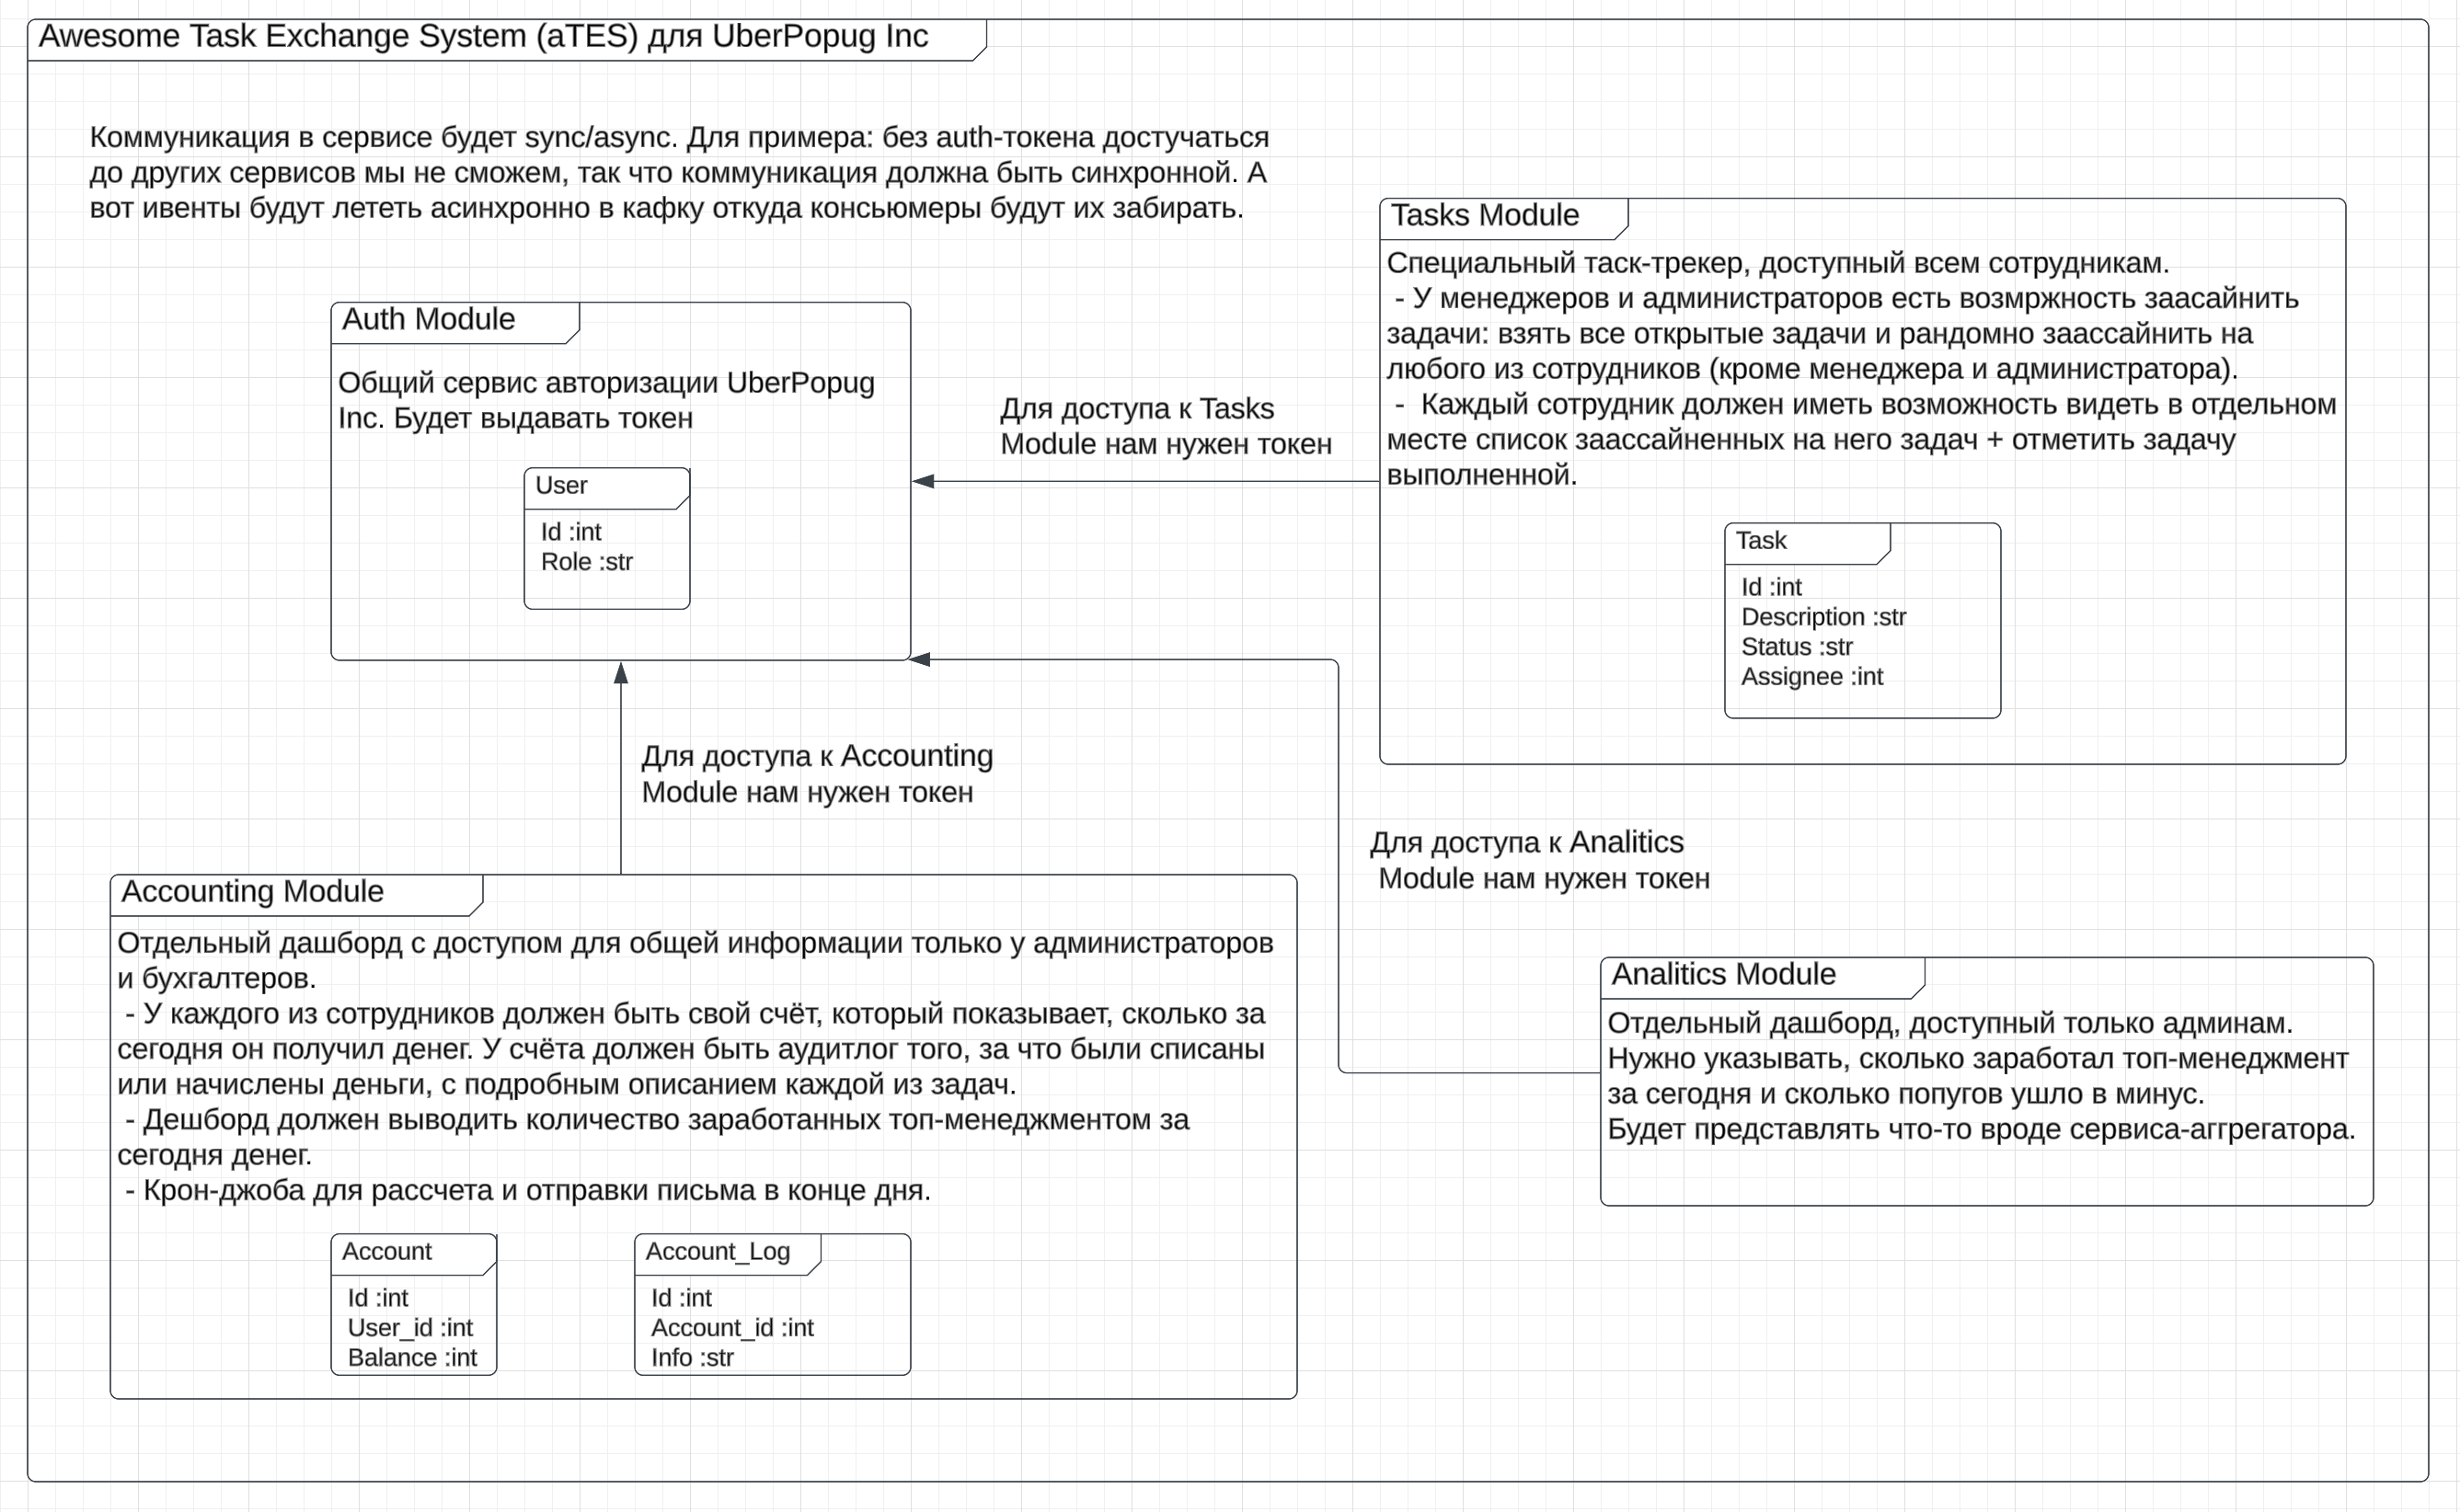 Awesome Task Exchange System (aTES) для UberPopug Inc
Коммуникация в сервисе будет sync/async. Для примера: без auth-токена достучаться
до других сервисов мы не сможем, так что коммуникация должна быть синхронной. А
вот ивенты будут лететь асинхронно в кафку откуда консьюмеры будут их забирать.
Auth Module
Общий сервис авторизации UberPopug
Inc. Будет выдавать токен
User
Id :int
Role :str
Для доступа к Tasks
Module нам нужен токен
Tasks Module
Специальный таск-трекер, доступный всем сотрудникам.
- У менеджеров и администраторов есть возмржность заасайнить
задачи: взять все открытые задачи и рандомно заассайнить на
любого из сотрудников (кроме менеджера и администратора).
- Каждый сотрудник должен иметь возможность видеть в отдельном
месте список заассайненных на него задач + отметить задачу
выполненной.
Task
Id :int
Description :str
Status :str
Assignee :int
Для доступа к Accounting
Module нам нужен токен
Для доступа к Analitics
Module нам нужен токен
Accounting Module
Отдельный дашборд с доступом для общей информации только у администраторов
и бухгалтеров.
- У каждого из сотрудников должен быть свой счёт, который показывает, сколько за
сегодня он получил денег. У счёта должен быть аудитлог того, за что были списаны
или начислены деньги, с подробным описанием каждой из задач.
- Дешборд должен выводить количество заработанных топ-менеджментом за
сегодня денег.
- Крон-джоба для рассчета и отправки письма в конце дня.
Account
Id :int
User_id :int
Balance :int
Account_Log
Id :int
Account_id :int
Info :str
Analitics Module
Отдельный дашборд, доступный только админам.
Нужно указывать, сколько заработал топ-менеджмент
за сегодня и сколько попугов ушло в минус.
Будет представлять что-то вроде сервиса-аггрегатора.